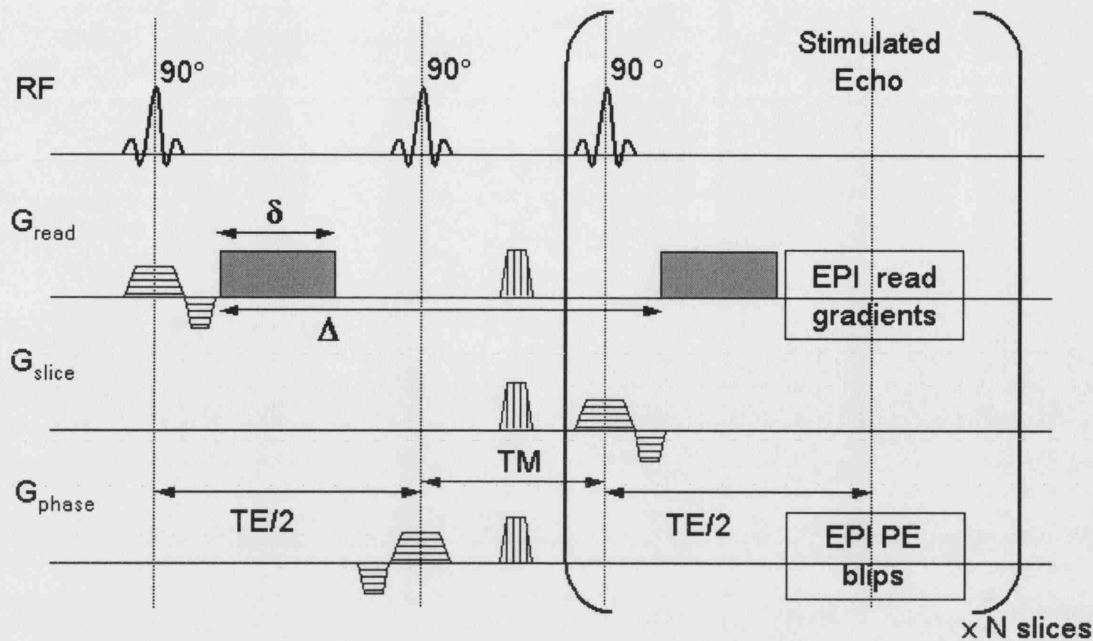 Stimulated
Echo
RF
90°
90°
90 °
G_read
δ
Δ
EPI read
gradients
G_slice
TM
G_phase
TE/2
TE/2
EPI PE
blips
x N slices